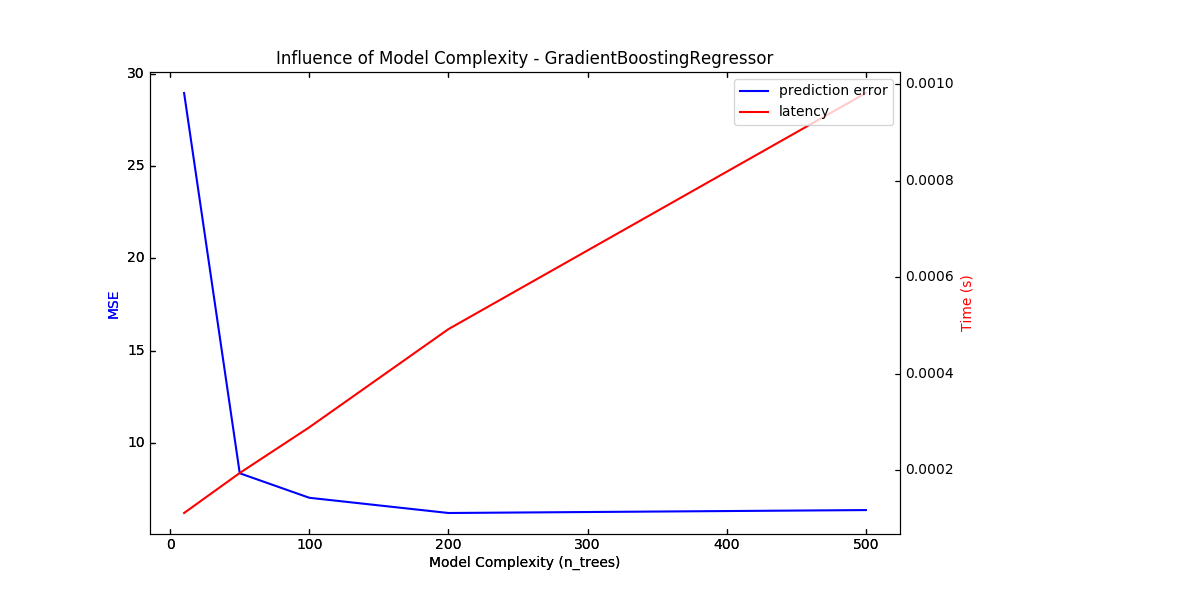 Influence of Model Complexity - GradientBoostingRegressor
prediction error
latency
30
25
20
15
10
MSE
0.0010
0.0008
0.0006
0.0004
0.0002
Time (s)
0 100 200 300 400 500
Model Complexity (n_trees)